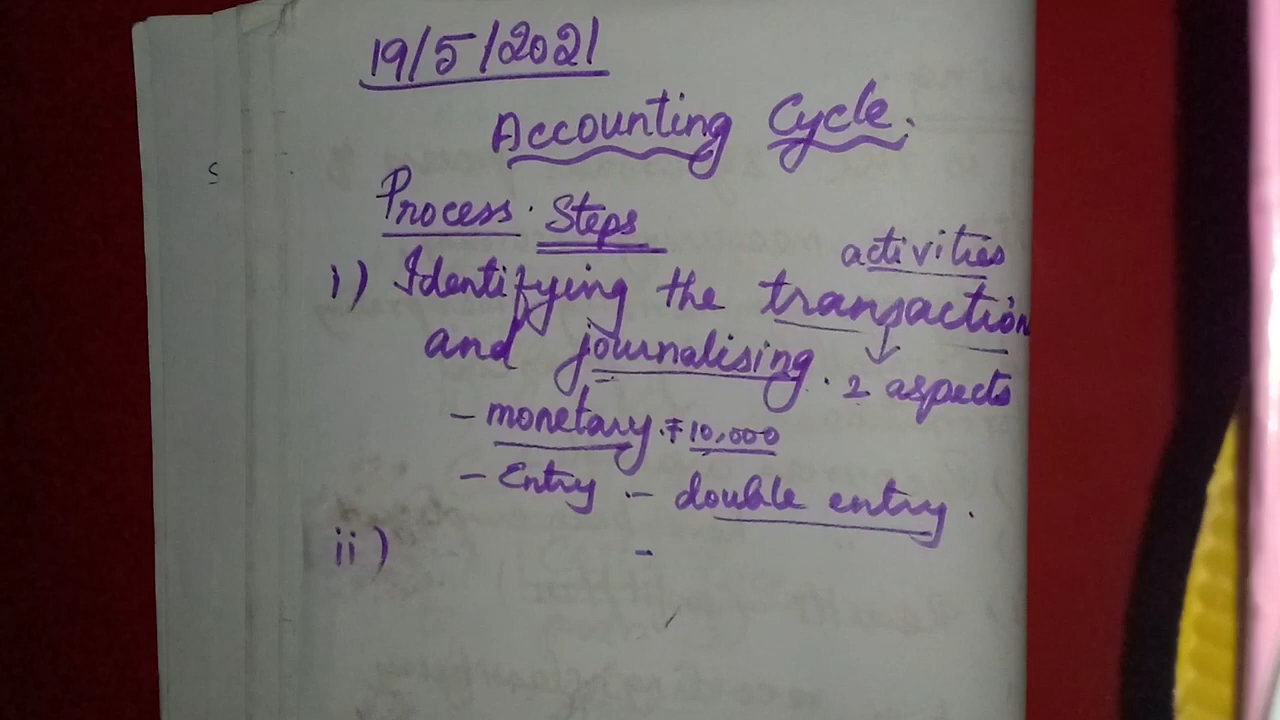 19/5/2021
Accounting Cycle.
Process Steps
activities
i) Identifying the transaction
and journalising. 2 aspects
- monetary. ₹10,000
- Entry - double entry.
ii) -